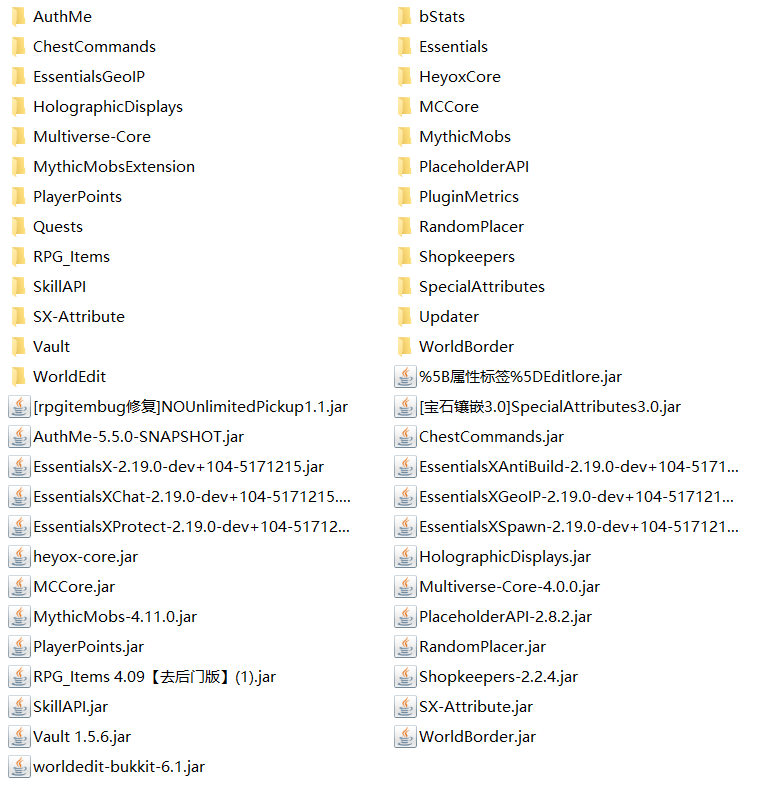 AuthMe
bStats
ChestCommands
Essentials
EssentialsGeoIP
HeyoxCore
HolographicDisplays
MCCore
Multiverse-Core
MythicMobs
MythicMobsExtension
PlaceholderAPI
PlayerPoints
PluginMetrics
Quests
RandomPlacer
RPG_Items
Shopkeepers
SkillAPI
SpecialAttributes
SX-Attribute
Updater
Vault
WorldBorder
WorldEdit
%5B属性标签%5DEditlore.jar
[rpgitembug修复]NOUnlimitedPickup1.1.jar
[宝石镶嵌3.0]SpecialAttributes3.0.jar
AuthMe-5.5.0-SNAPSHOT.jar
ChestCommands.jar
EssentialsX-2.19.0-dev+104-5171215.jar
EssentialsXAntiBuild-2.19.0-dev+104-5171...
EssentialsXChat-2.19.0-dev+104-5171215....
EssentialsXGeoIP-2.19.0-dev+104-517121...
EssentialsXProtect-2.19.0-dev+104-51712...
EssentialsXSpawn-2.19.0-dev+104-517121...
heyox-core.jar
HolographicDisplays.jar
MCCore.jar
Multiverse-Core-4.0.0.jar
MythicMobs-4.11.0.jar
PlaceholderAPI-2.8.2.jar
PlayerPoints.jar
RandomPlacer.jar
RPG_Items 4.09【去后门版】(1).jar
Shopkeepers-2.2.4.jar
SkillAPI.jar
SX-Attribute.jar
Vault 1.5.6.jar
WorldBorder.jar
worldedit-bukkit-6.1.jar